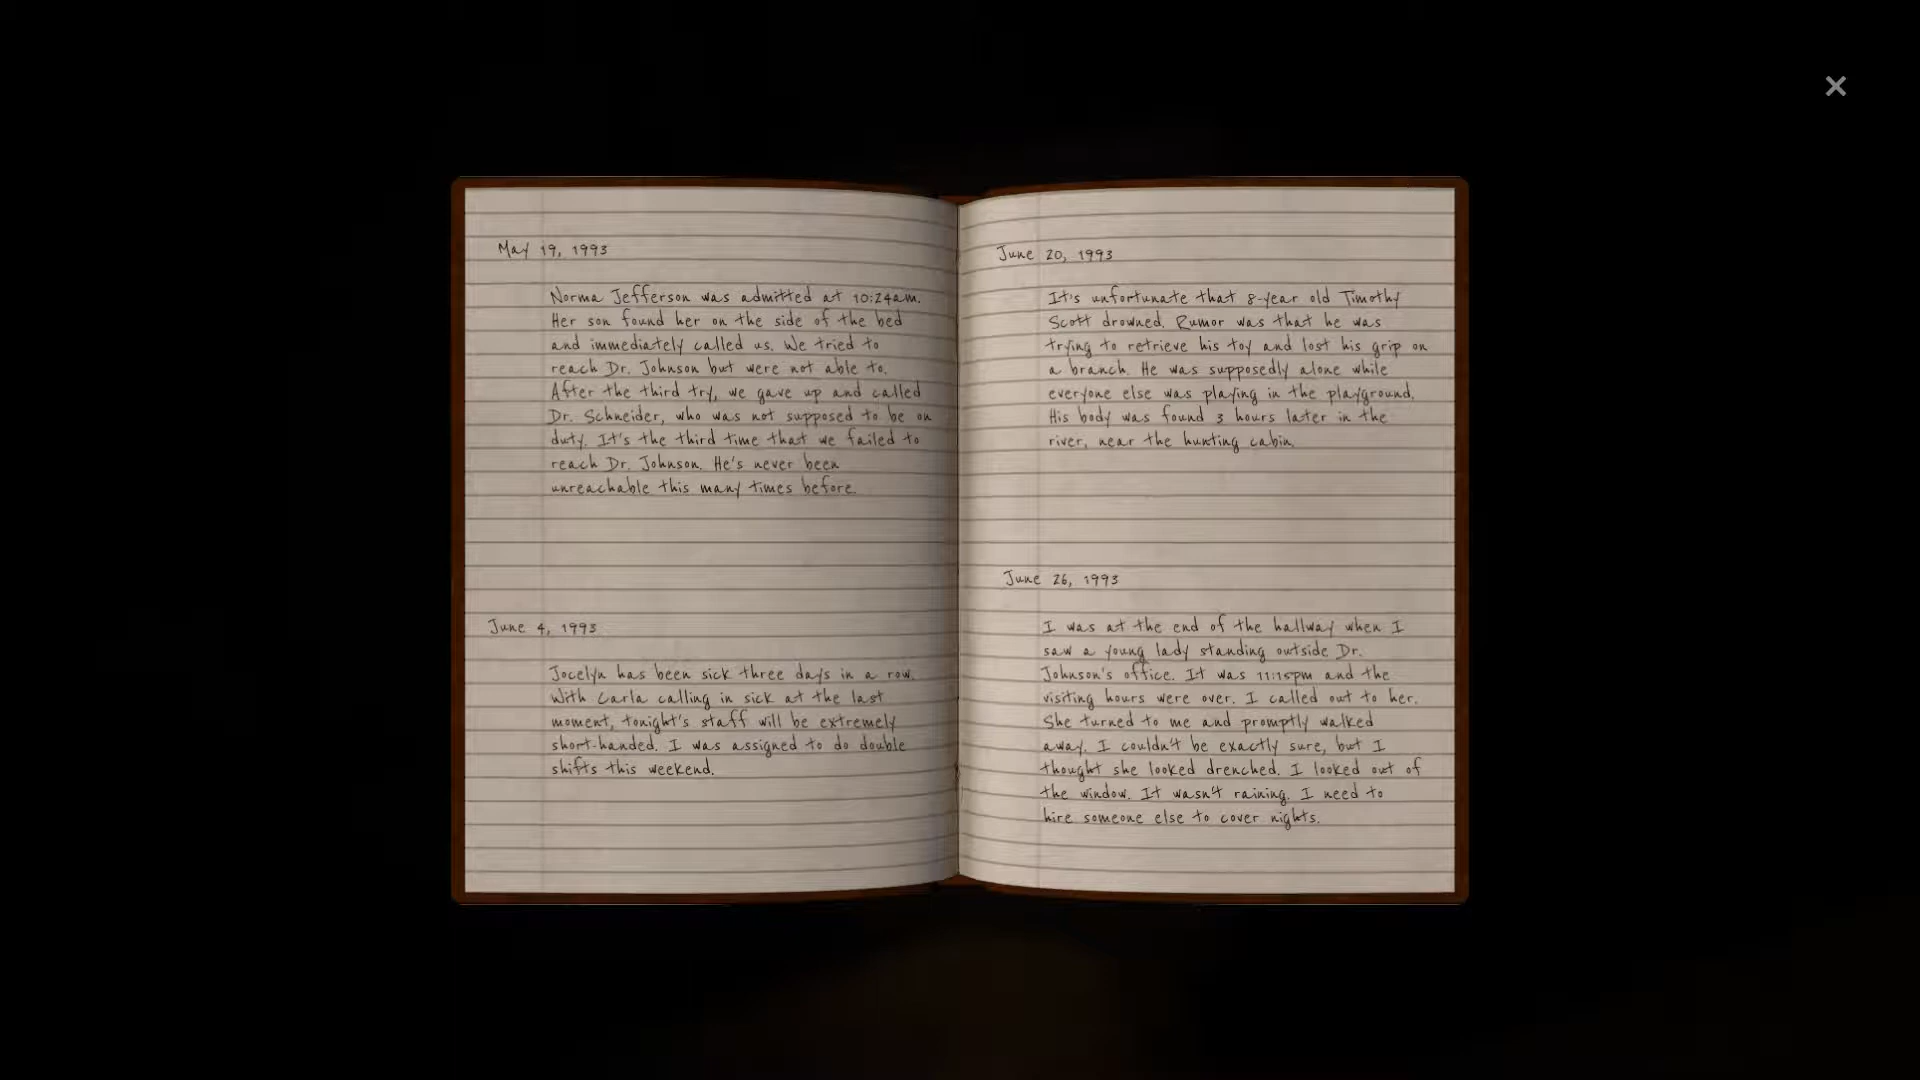 May 19, 1993
Norma Jefferson was admitted at 10:24am.
Her son found her on the side of the bed
and immediately called us. We tried to
reach Dr. Johnson but were not able to.
After the third try, we gave up and called
Dr. Schneider, who was not supposed to be on
duty. It's the third time that we failed to
reach Dr. Johnson. He's never been
unreachable this many times before.
June 4, 1993
Jocelyn has been sick three days in a row.
With Carla calling in sick at the last
moment, tonight's staff will be extremely
short-handed. I was assigned to do double
shifts this weekend.
June 20, 1993
It's unfortunate that 8-year old Timothy
Scott drowned. Rumor was that he was
trying to retrieve his toy and lost his grip on
a branch. He was supposedly alone while
everyone else was playing in the playground.
His body was found 3 hours later in the
river, near the hunting cabin.
June 26, 1993
I was at the end of the hallway when I
saw a young lady standing outside Dr.
Johnson's office. It was 11:15pm and the
visiting hours were over. I called out to her.
She turned to me and promptly walked
away. I couldn't be exactly sure, but I
thought she looked drenched. I looked out of
the window. It wasn't raining. I need to
hire someone else to cover nights.